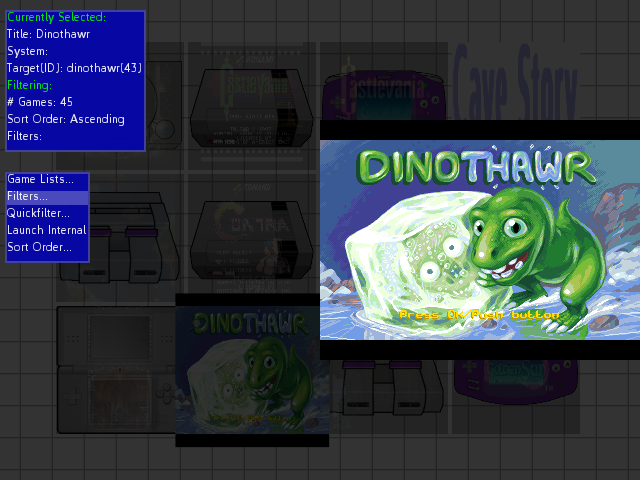 Currently Selected:
Title: Dinothawr
System:
Target(ID): dinothawr(43)
Filtering:
# Games: 45
Sort Order: Ascending
Filters:
Game Lists...
Filters...
Quickfilter...
Launch Internal
Sort Order...
Castlevania
Cave Story
DINOTHAWR
Press Ok/Push button
DINOTHAWR